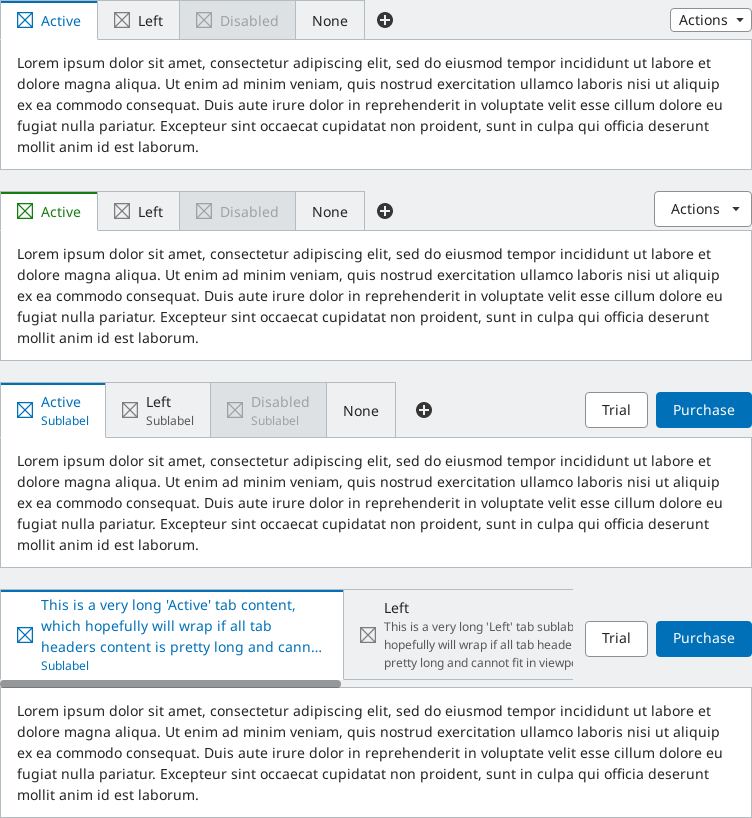 Active Left Disabled None Actions
Lorem ipsum dolor sit amet, consectetur adipiscing elit, sed do eiusmod tempor incididunt ut labore et
dolore magna aliqua. Ut enim ad minim veniam, quis nostrud exercitation ullamco laboris nisi ut aliquip
ex ea commodo consequat. Duis aute irure dolor in reprehenderit in voluptate velit esse cillum dolore eu
fugiat nulla pariatur. Excepteur sint occaecat cupidatat non proident, sunt in culpa qui officia deserunt
mollit anim id est laborum.
Active Left Disabled None Actions
Lorem ipsum dolor sit amet, consectetur adipiscing elit, sed do eiusmod tempor incididunt ut labore et
dolore magna aliqua. Ut enim ad minim veniam, quis nostrud exercitation ullamco laboris nisi ut aliquip
ex ea commodo consequat. Duis aute irure dolor in reprehenderit in voluptate velit esse cillum dolore eu
fugiat nulla pariatur. Excepteur sint occaecat cupidatat non proident, sunt in culpa qui officia deserunt
mollit anim id est laborum.
Active
Sublabel
Left
Sublabel
Disabled
Sublabel
None
Trial
Purchase
Lorem ipsum dolor sit amet, consectetur adipiscing elit, sed do eiusmod tempor incididunt ut labore et
dolore magna aliqua. Ut enim ad minim veniam, quis nostrud exercitation ullamco laboris nisi ut aliquip
ex ea commodo consequat. Duis aute irure dolor in reprehenderit in voluptate velit esse cillum dolore eu
fugiat nulla pariatur. Excepteur sint occaecat cupidatat non proident, sunt in culpa qui officia deserunt
mollit anim id est laborum.
This is a very long 'Active' tab content,
which hopefully will wrap if all tab
headers content is pretty long and cann...
Sublabel
Left
This is a very long 'Left' tab sublab
hopefully will wrap if all tab heade
pretty long and cannot fit in viewpo
Trial
Purchase
Lorem ipsum dolor sit amet, consectetur adipiscing elit, sed do eiusmod tempor incididunt ut labore et
dolore magna aliqua. Ut enim ad minim veniam, quis nostrud exercitation ullamco laboris nisi ut aliquip
ex ea commodo consequat. Duis aute irure dolor in reprehenderit in voluptate velit esse cillum dolore eu
fugiat nulla pariatur. Excepteur sint occaecat cupidatat non proident, sunt in culpa qui officia deserunt
mollit anim id est laborum.